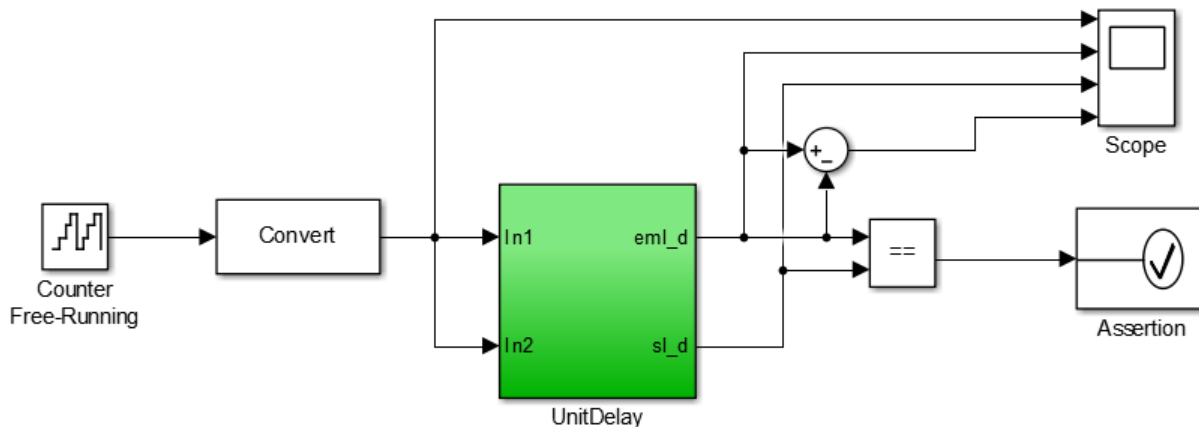 Scope
Convert
In1
eml_d
==
Counter
Free-Running
In2
sl_d
Assertion
UnitDelay